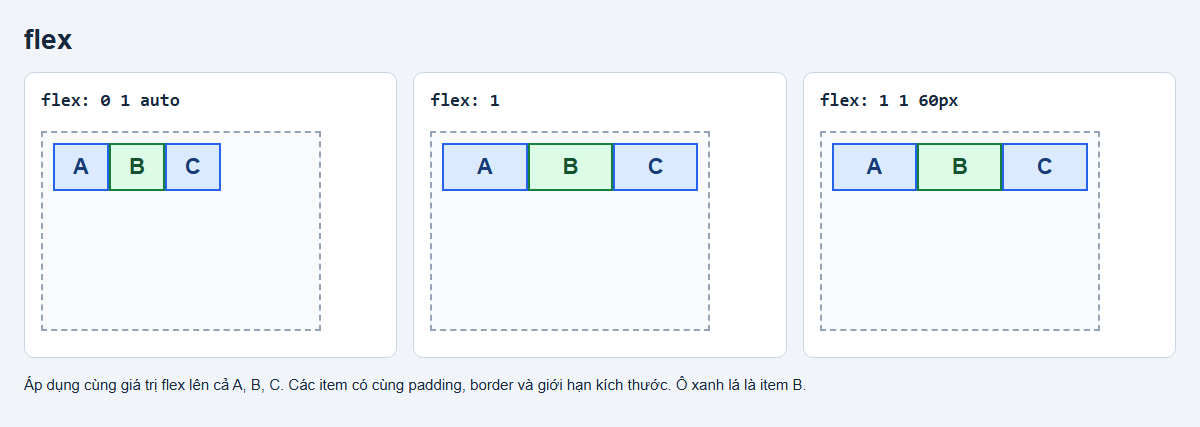 flex
flex: 0 1 auto
A B C
flex: 1
A B C
flex: 1 1 60px
A B C
Áp dụng cùng giá trị flex lên cả A, B, C. Các item có cùng padding, border và giới hạn kích thước. Ô xanh lá là item B.